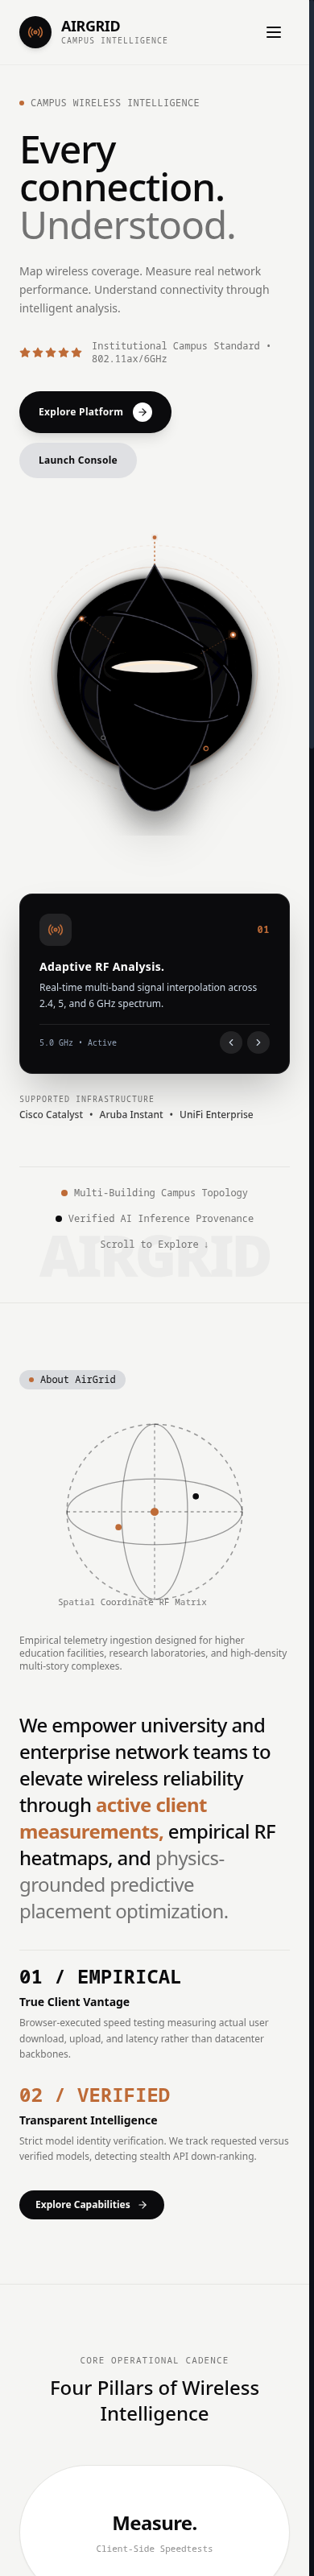 AIRGRID
CAMPUS INTELLIGENCE
CAMPUS WIRELESS INTELLIGENCE
Every
connection.
Understood.
Map wireless coverage. Measure real network
performance. Understand connectivity through
intelligent analysis.
Institutional Campus Standard •
802.11ax/6GHz
Explore Platform
Launch Console
01
Adaptive RF Analysis.
Real-time multi-band signal interpolation across
2.4, 5, and 6 GHz spectrum.
5.0 GHz • Active
SUPPORTED INFRASTRUCTURE
Cisco Catalyst • Aruba Instant • UniFi Enterprise
Multi-Building Campus Topology
Verified AI Inference Provenance
Scroll to Explore ↓
AIRGRID
About AirGrid
Spatial Coordinate RF Matrix
Empirical telemetry ingestion designed for higher
education facilities, research laboratories, and high-density
multi-story complexes.
We empower university and
enterprise network teams to
elevate wireless reliability
through active client
measurements, empirical RF
heatmaps, and physics-
grounded predictive
placement optimization.
01 / EMPIRICAL
True Client Vantage
Browser-executed speed testing measuring actual user
download, upload, and latency rather than datacenter
backbones.
02 / VERIFIED
Transparent Intelligence
Strict model identity verification. We track requested versus
verified models, detecting stealth API down-ranking.
Explore Capabilities →
CORE OPERATIONAL CADENCE
Four Pillars of Wireless
Intelligence
Measure.
Client-Side Speedtests